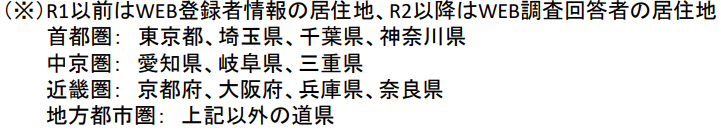 (※)R1以前はWEB登録者情報の居住地、R2以降はWEB調査回答者の居住地
首都圏： 東京都、埼玉県、千葉県、神奈川県
中京圏： 愛知県、岐阜県、三重県
近畿圏： 京都府、大阪府、兵庫県、奈良県
地方都市圏： 上記以外の道県